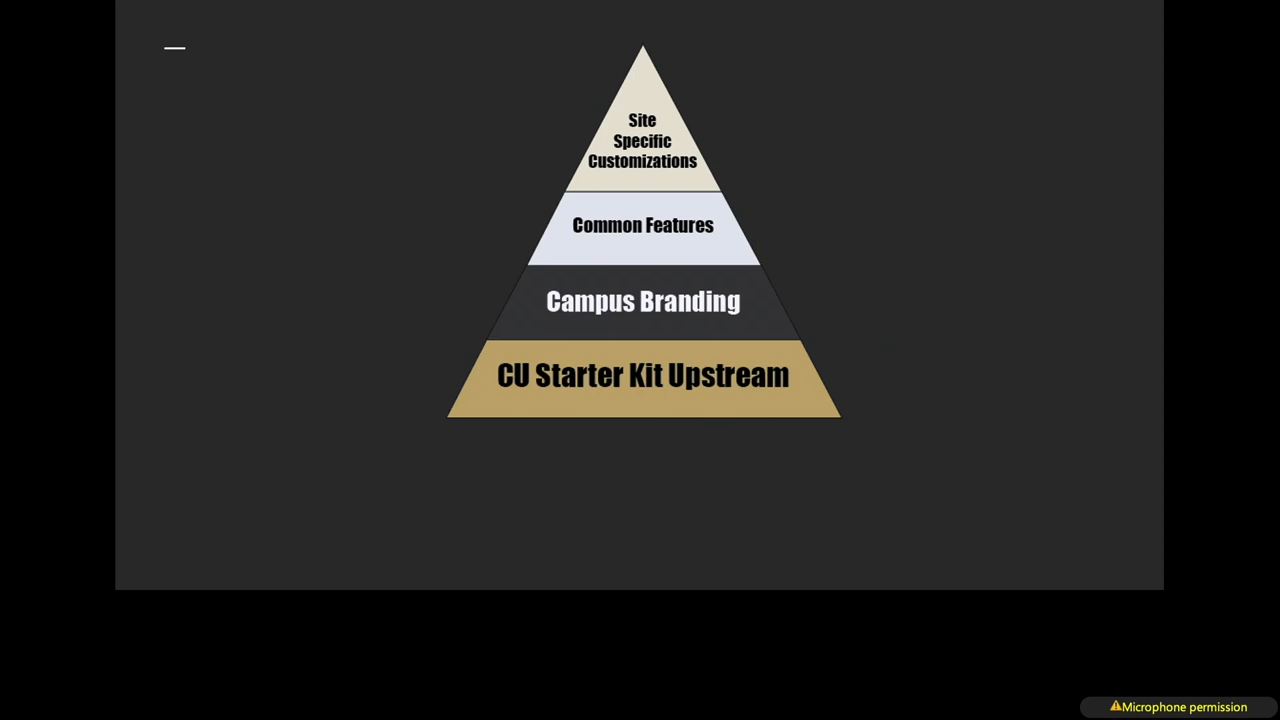 Site
Specific
Customizations
Common Features
Campus Branding
CU Starter Kit Upstream
Microphone permission